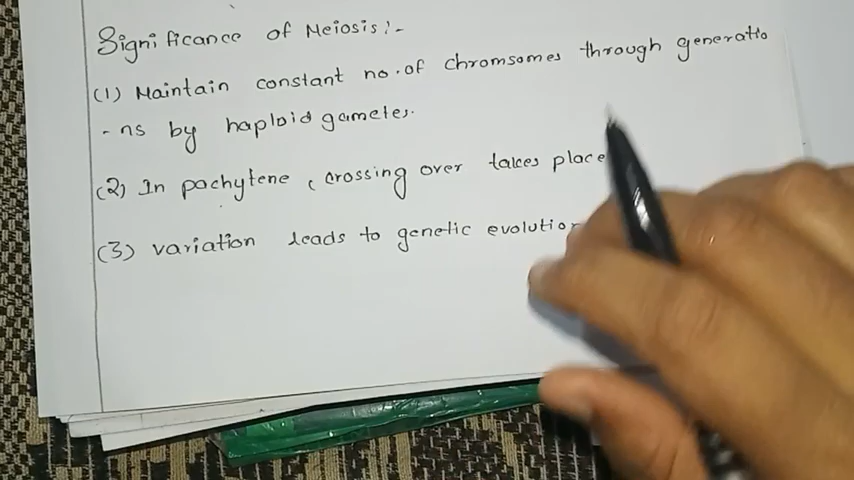 Significance of Meiosis:-
(1) Maintain constant no. of chromsomes through generatio
- ns by haploid gametes.
(2) In pachytene, crossing over takes place
(3) variation leads to genetic evolution